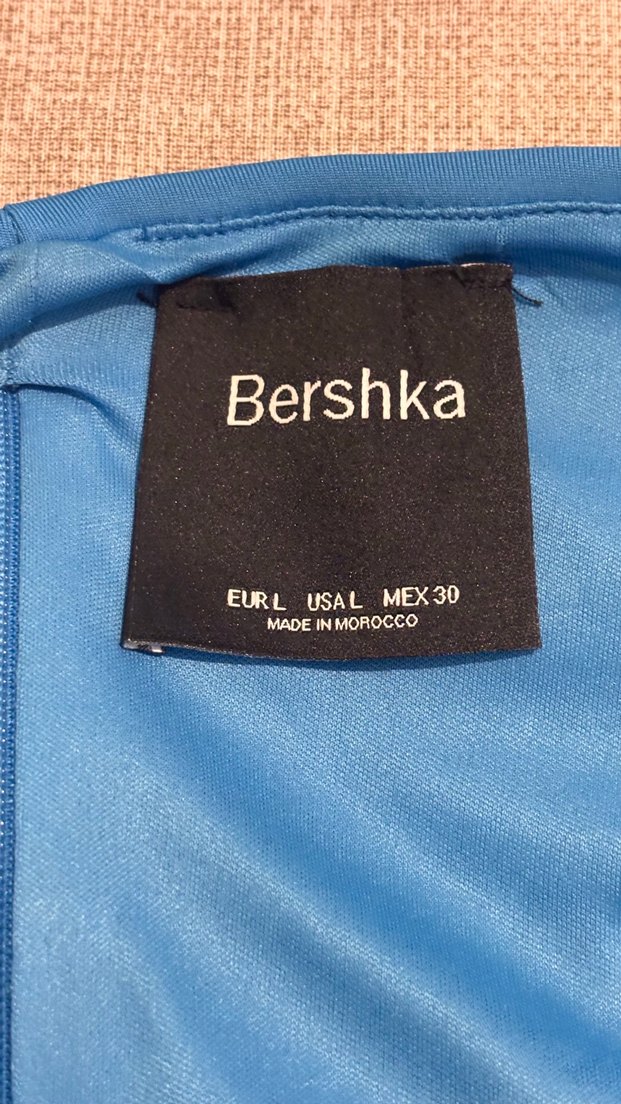 Bershka
EUR L USA L MEX 30
MADE IN MOROCCO